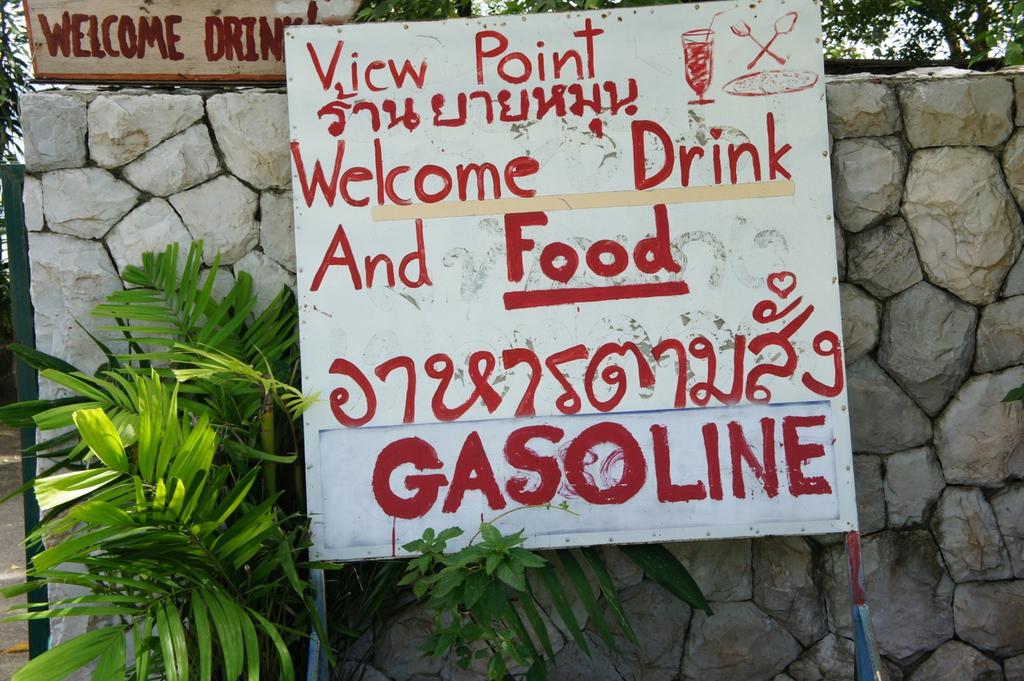 WELCOME DRINK!
View Point
ร้านยายหมุน
Welcome Drink
And Food
อาหารตามสั่ง
GASOLINE